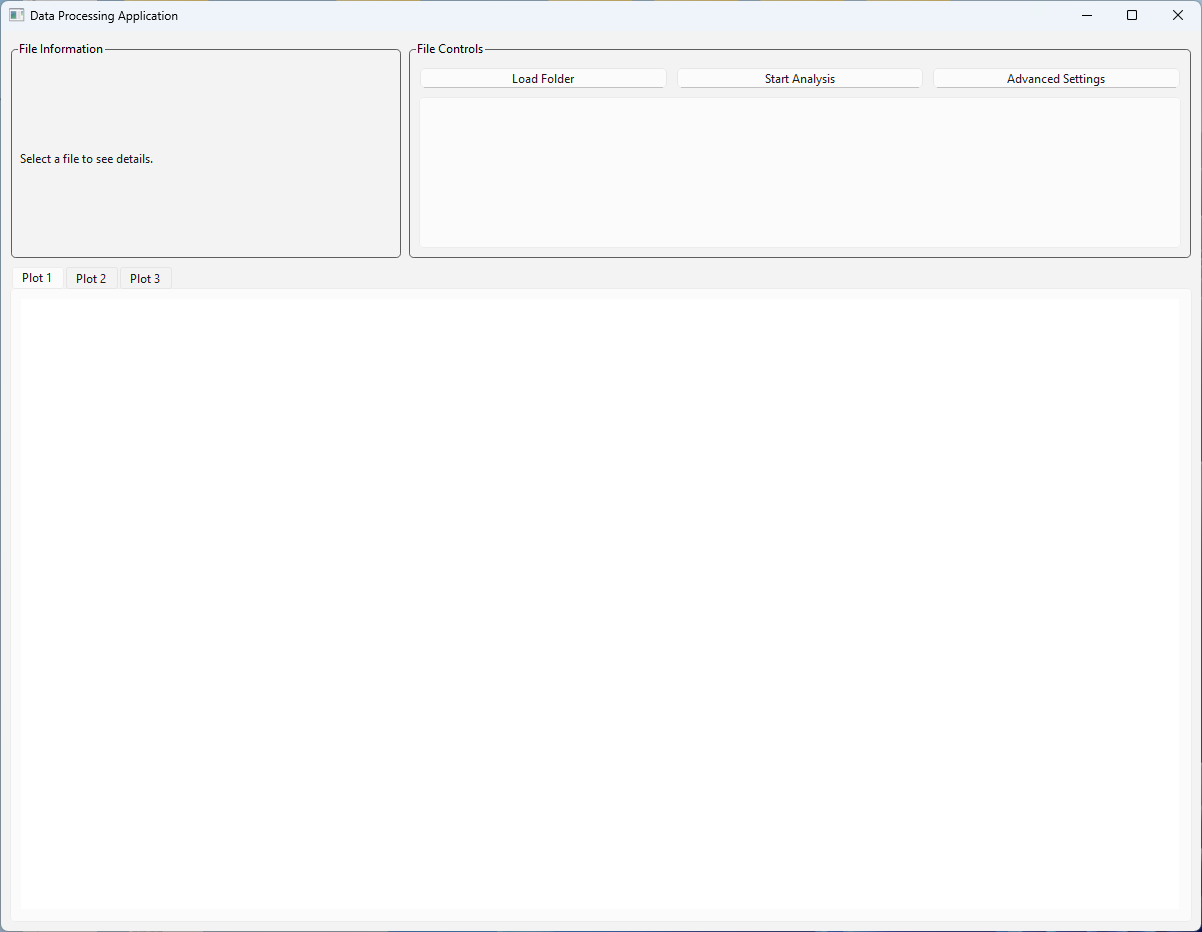 Data Processing Application
File Information
File Controls
Load Folder
Start Analysis
Advanced Settings
Select a file to see details.
Plot 1
Plot 2
Plot 3